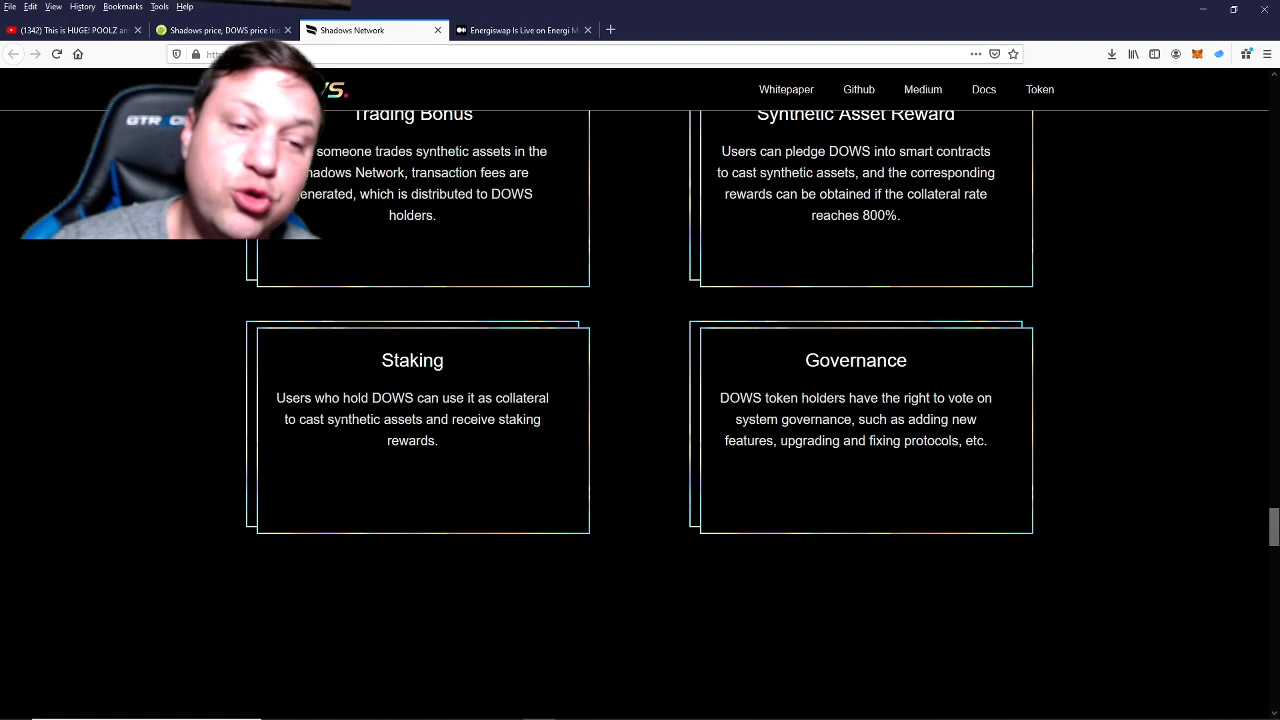 File Edit View History Bookmarks Tools Help
(1342) This is HUGE! POOLZ an
Shadows price, DOWS price ind
Shadows Network
Energiswap Is Live on Energi M
Whitepaper Github Medium Docs Token
Trading Bonus
someone trades synthetic assets in the
Network, transaction fees are
which is distributed to DOWS
holders.
Synthetic Asset Reward
Users can pledge DOWS into smart contracts
to cast synthetic assets, and the corresponding
rewards can be obtained if the collateral rate
reaches 800%.
Staking
Users who hold DOWS can use it as collateral
to cast synthetic assets and receive staking
rewards.
Governance
DOWS token holders have the right to vote on
system governance, such as adding new
features, upgrading and fixing protocols, etc.